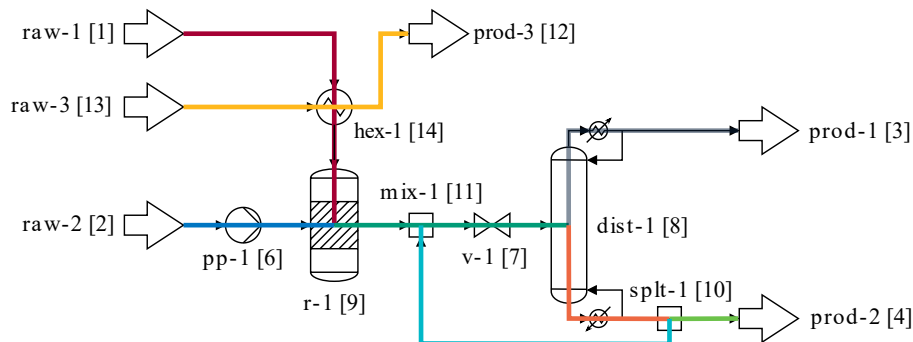 raw-1 [1]
prod-3 [12]
raw-3 [13]
hex-1 [14]
prod-1 [3]
mix-1 [11]
raw-2 [2]
dist-1 [8]
pp-1 [6]
v-1 [7]
r-1 [9]
splt-1 [10]
prod-2 [4]